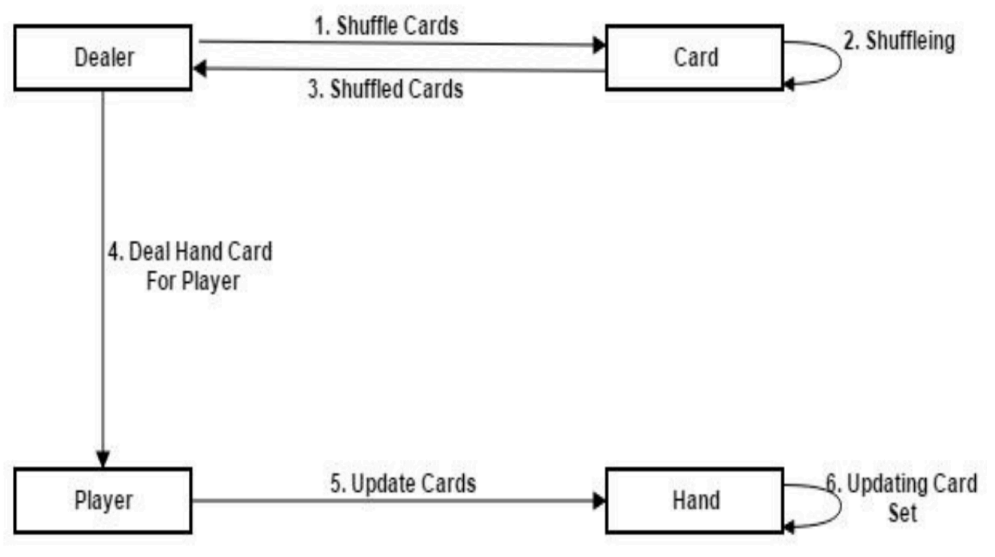 1. Shuffle Cards
Dealer
Card
2. Shuffleing
3. Shuffled Cards
4. Deal Hand Card
For Player
Player
5. Update Cards
Hand
6. Updating Card
Set